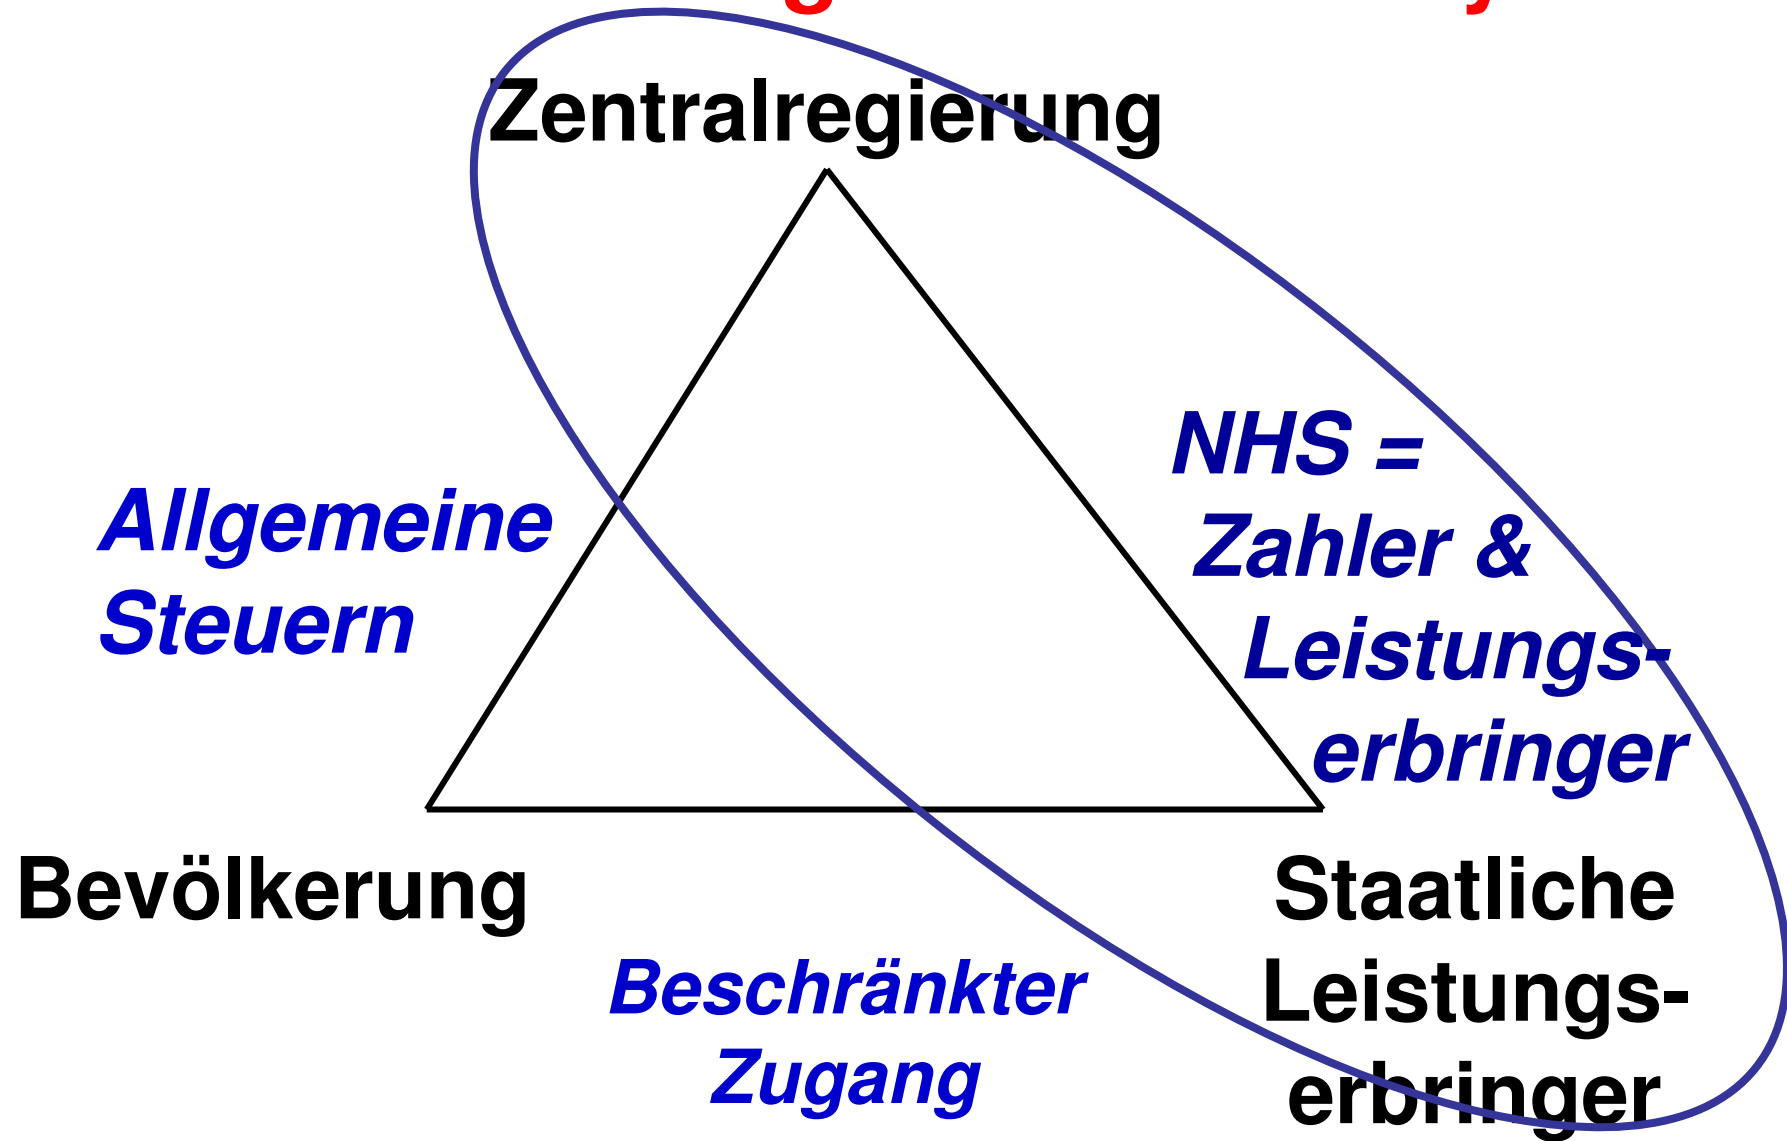 Zentralregierung
NHS =
Zahler &
Leistungs-
erbringer
Allgemeine
Steuern
Bevölkerung
Staatliche
Leistungs-
erbringer
Beschränkter
Zugang